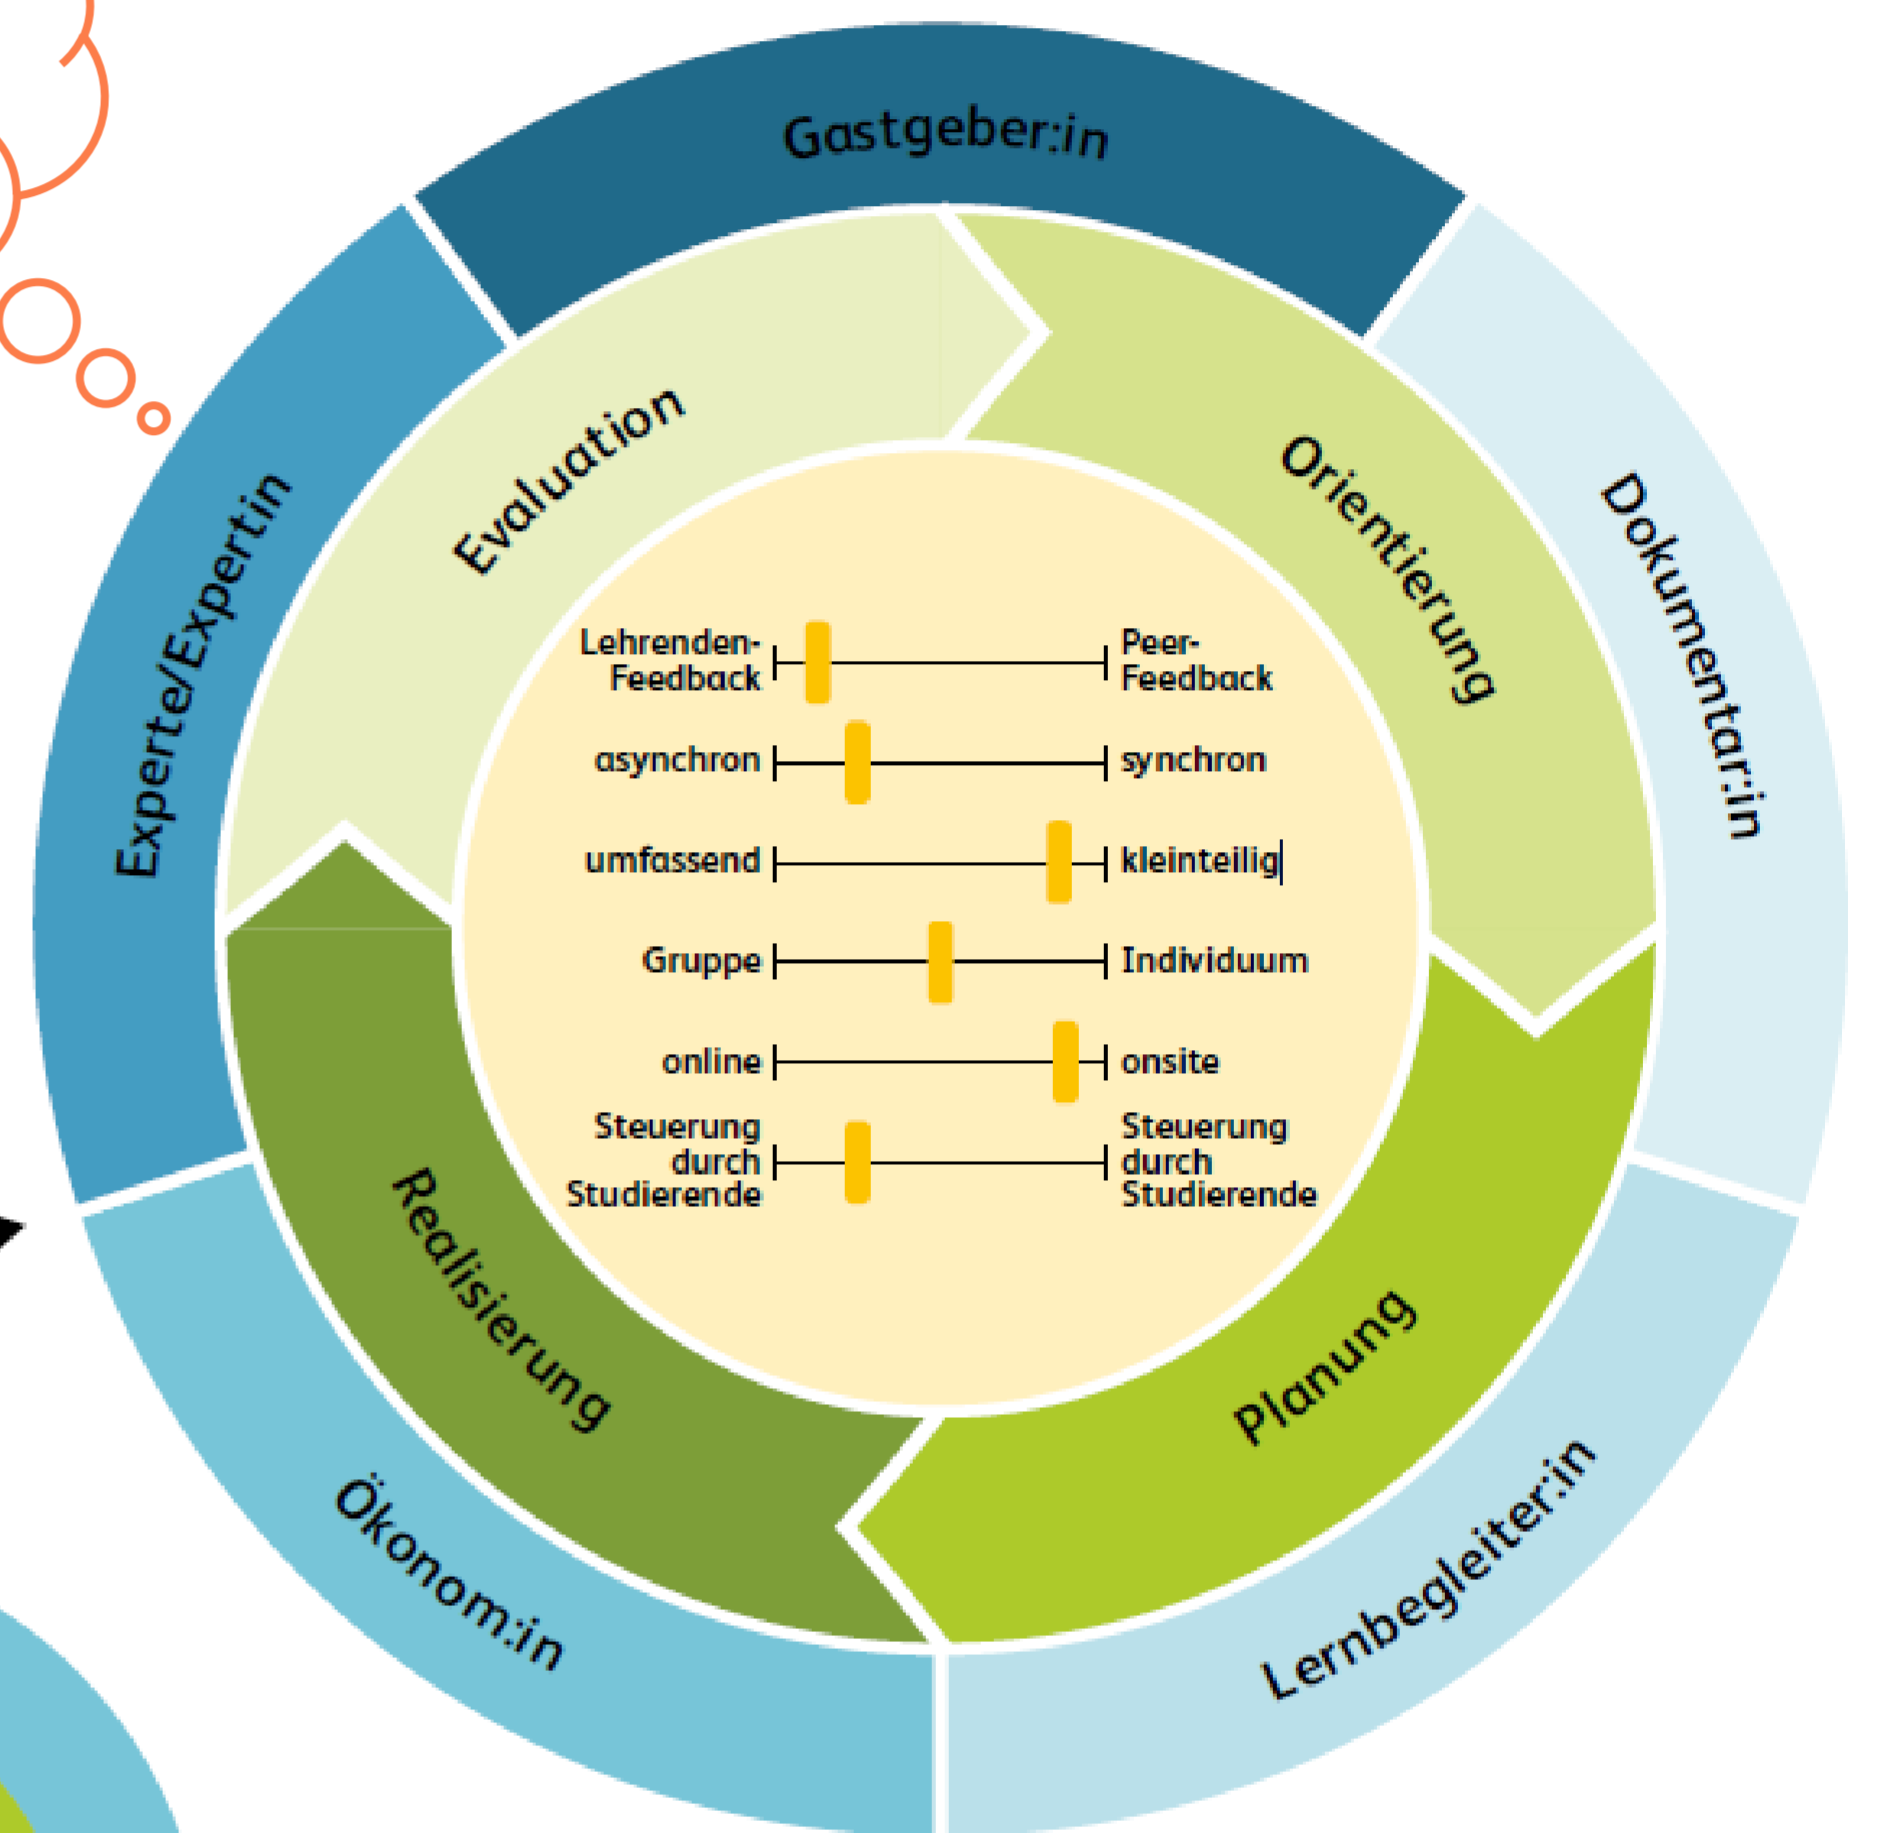 Gastgeber:in
Dokumentar:in
Lernbegleiter:in
Ökonom:in
Experte/Expertin
Evaluation
Orientierung
Planung
Realisierung
Lehrenden-
Feedback
Peer-
Feedback
asynchron
synchron
umfassend
kleinteilig
Gruppe
Individuum
online
onsite
Steuerung
durch
Studierende
Steuerung
durch
Studierende